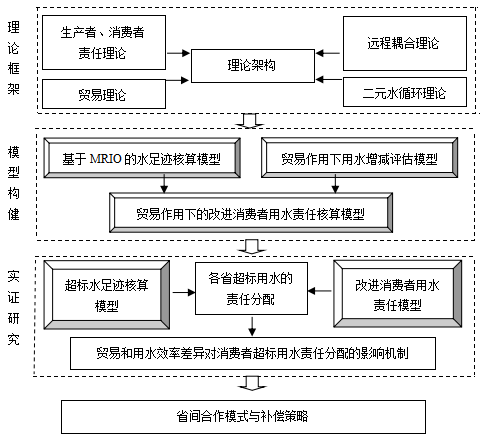 理论框架
生产者、消费者
责任理论
远程耦合理论
理论架构
贸易理论
二元水循环理论
模型构健
基于 MRIO 的水足迹核算模型
贸易作用下用水增减评估模型
贸易作用下的改进消费者用水责任核算模型
实证研究
超标水足迹核算
模型
各省超标用水的
责任分配
改进消费者用水
责任模型
贸易和用水效率差异对消费者超标用水责任分配的影响机制
省间合作模式与补偿策略